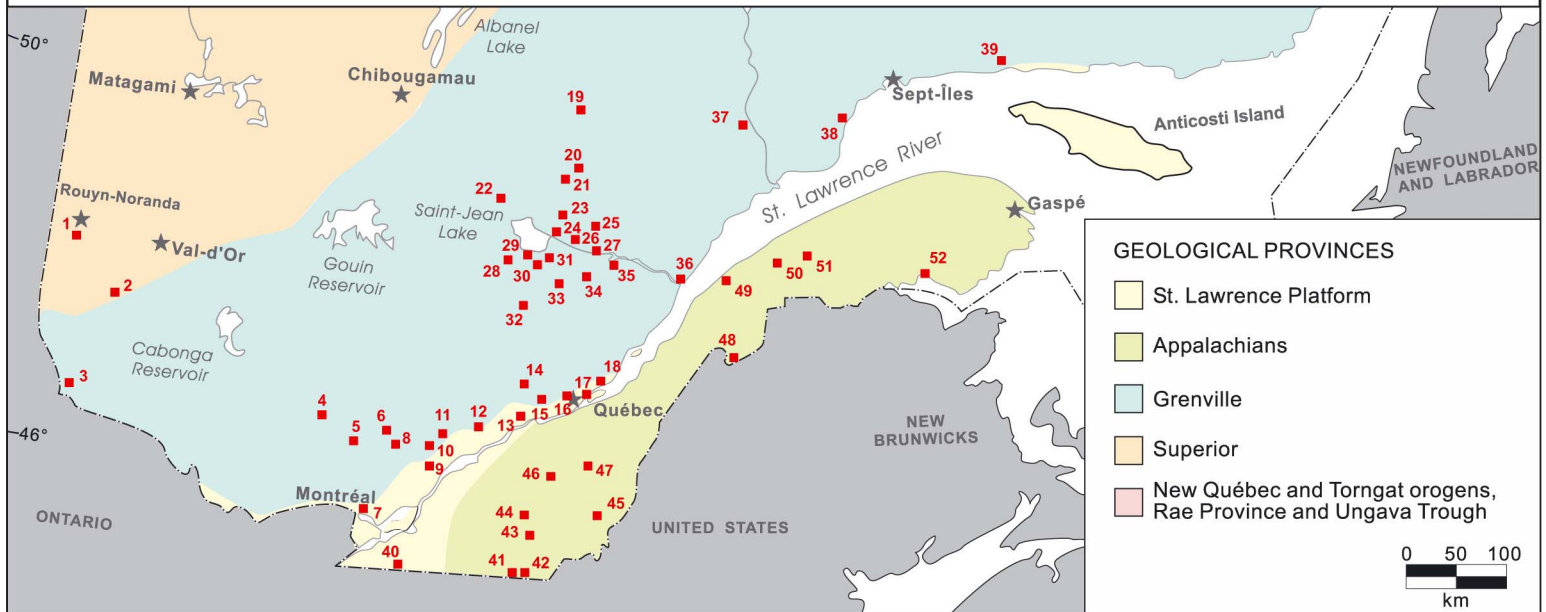 50°
Albanel
Lake
Matagami
Chibougamau
39
Sept-Îles
19
37
38
Anticosti Island
St. Lawrence River
NEWFOUNDLAND
AND LABRADOR
20
21
22
Rouyn-Noranda
1
Val-d'Or
Saint-Jean
Lake
23
24
25
26
27
Gaspé
Gouin
Reservoir
29
28
30
31
35
36
34
33
32
2
49
50
51
52
48
Cabonga
Reservoir
3
14
18
17
16
15
13
12
Québec
4
5
6
8
11
10
9
46°
NEW
BRUNSWICKS
46
47
Montréal
7
44
45
43
ONTARIO
UNITED STATES
40
41
42
GEOLOGICAL PROVINCES
St. Lawrence Platform
Appalachians
Grenville
Superior
New Québec and Torngat orogens,
Rae Province and Ungava Trough
0 50 100
km